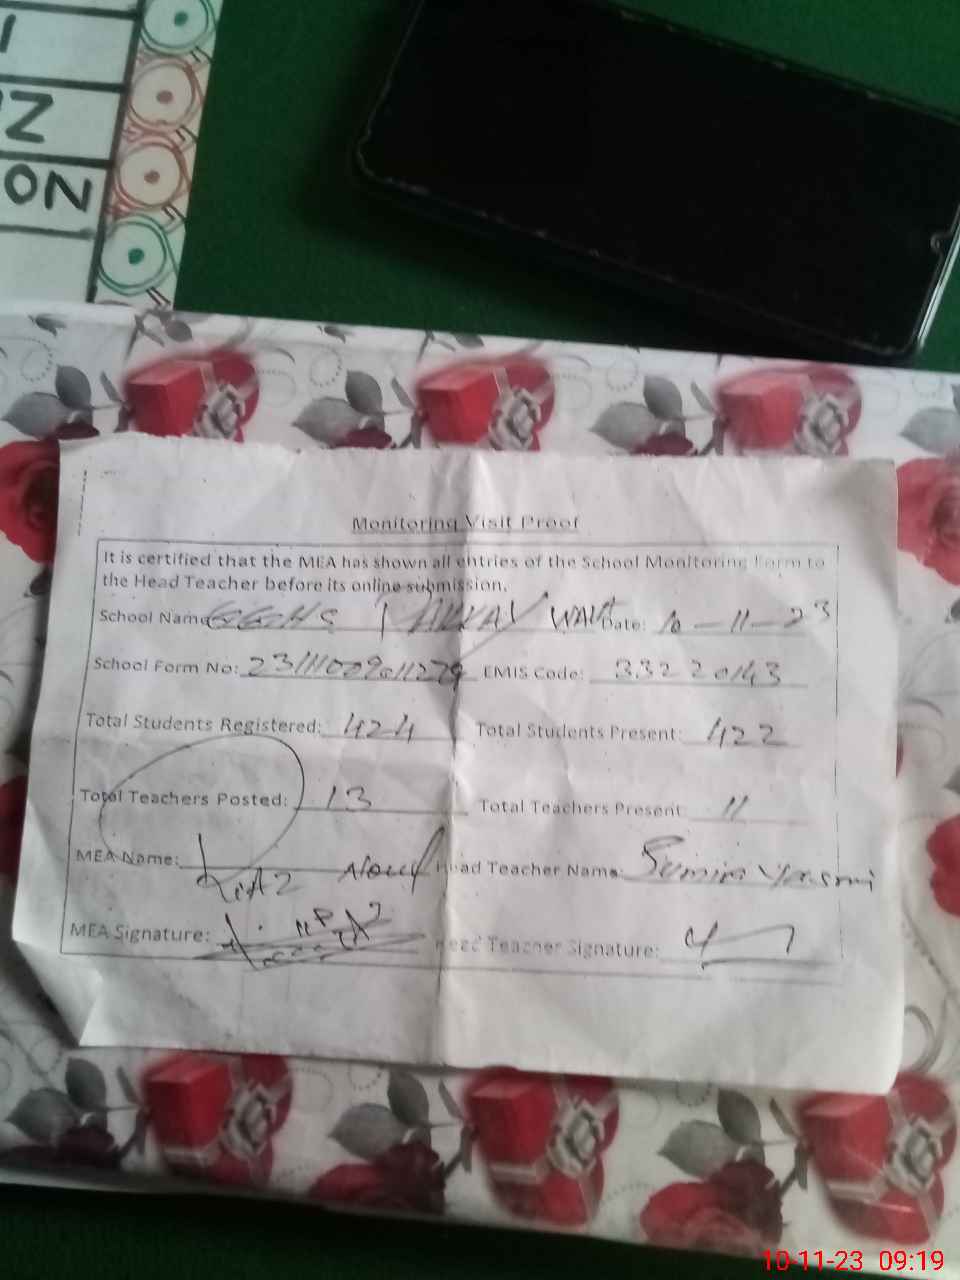 ON
Monitoring Visit Proof
It is certified that the MEA has shown all entries of the School Monitoring Form to
the Head Teacher before its online submission.
School Name GGHS Date: 10-11-23
School Form No: EMIS Code: 33220143
Total Students Registered: 424 Total Students Present: 422
Total Teachers Posted: 13 Total Teachers Present: 11
MEA Name: Head Teacher Name:
MEA Signature: Head Teacher Signature:
10-11-23 09:19